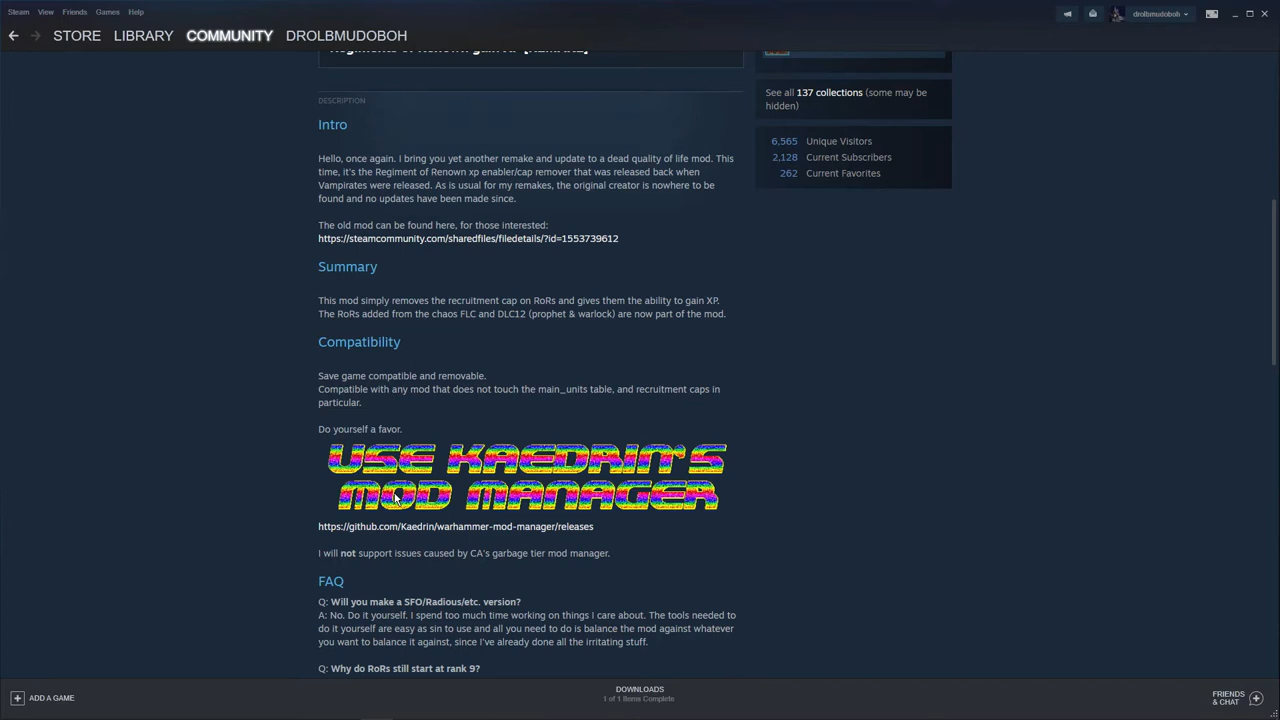 Steam View Friends Games Help
drolbmudoboh
STORE LIBRARY COMMUNITY DROLBMUDOBOH
DESCRIPTION
Intro
Hello, once again. I bring you yet another remake and update to a dead quality of life mod. This
time, it's the Regiment of Renown xp enabler/cap remover that was released back when
Vampirates were released. As is usual for my remakes, the original creator is nowhere to be
found and no updates have been made since.
The old mod can be found here, for those interested:
https://steamcommunity.com/sharedfiles/filedetails/?id=1553739612
Summary
This mod simply removes the recruitment cap on RoRs and gives them the ability to gain XP.
The RoRs added from the chaos FLC and DLC12 (prophet & warlock) are now part of the mod.
Compatibility
Save game compatible and removable.
Compatible with any mod that does not touch the main_units table, and recruitment caps in
particular.
Do yourself a favor.
USE KAEDRIN'S
MOD MANAGER
https://github.com/Kaedrin/warhammer-mod-manager/releases
I will not support issues caused by CA's garbage tier mod manager.
FAQ
Q: Will you make a SFO/Radious/etc. version?
A: No. Do it yourself. I spend too much time working on things I care about. The tools needed to
do it yourself are easy as sin to use and all you need to do is balance the mod against whatever
you want to balance it against, since I've already done all the irritating stuff.
Q: Why do RoRs still start at rank 9?
See all 137 collections (some may be
hidden)
6,565 Unique Visitors
2,128 Current Subscribers
262 Current Favorites
ADD A GAME
DOWNLOADS
1 of 1 Items Complete
FRIENDS
& CHAT